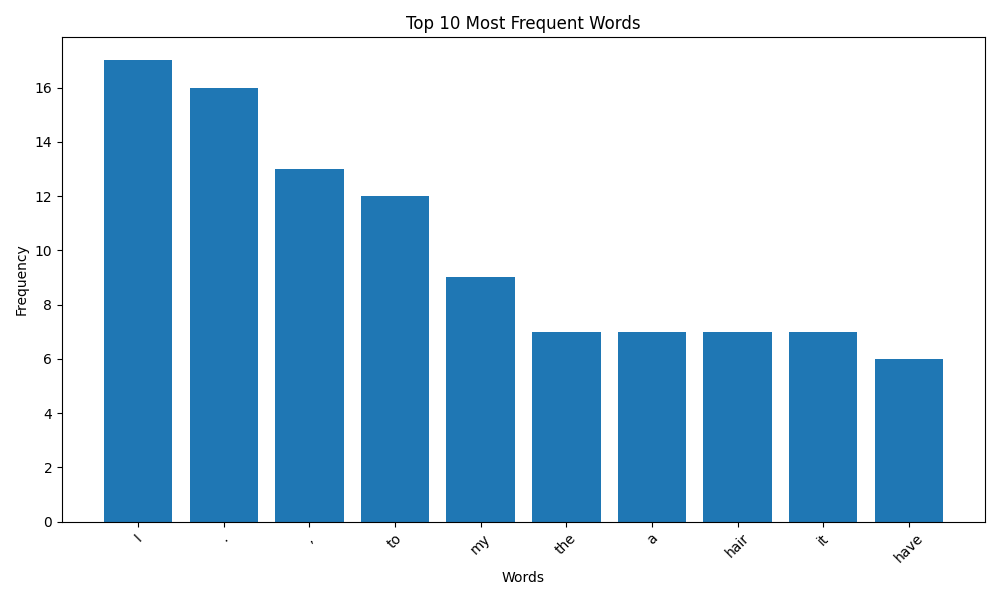 Top 10 Most Frequent Words
Frequency
16
14
12
10
8
6
4
2
0
I
.
,
to
my
the
a
hair
it
have
Words